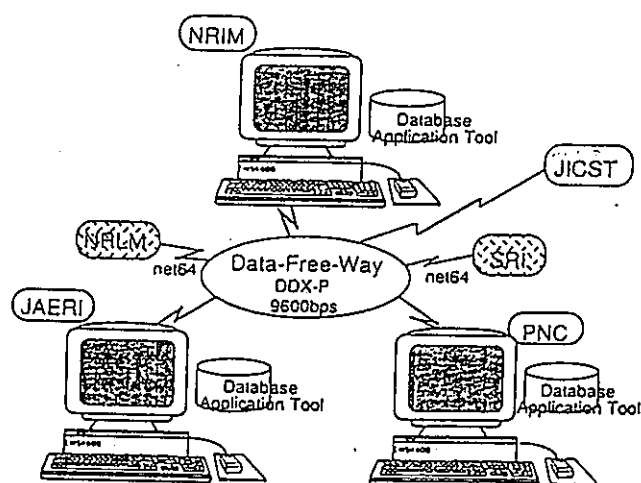 NRIM
Database
Application Tool
JICST
NRLM
net64
Data-Free-Way
DDX-P
9600bps
SRI
net64
JAERI
Database
Application Tool
PNC
Database
Application Tool